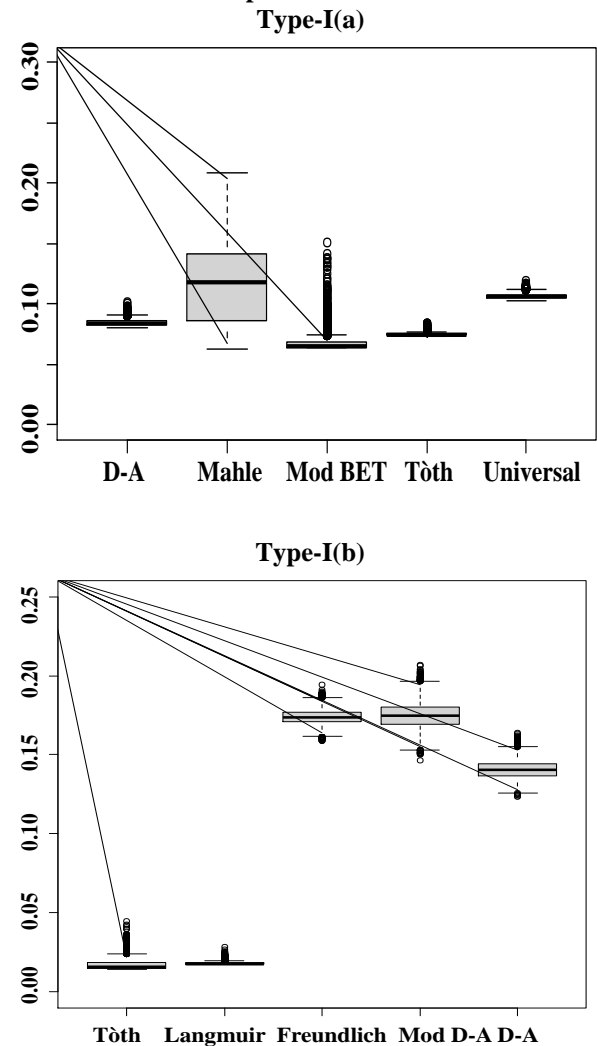 Type-I(a)
0.30
0.20
0.10
0.00
D-A Mahle Mod BET Tòth Universal
Type-I(b)
0.25
0.20
0.15
0.10
0.05
0.00
Tòth Langmuir Freundlich Mod D-A D-A